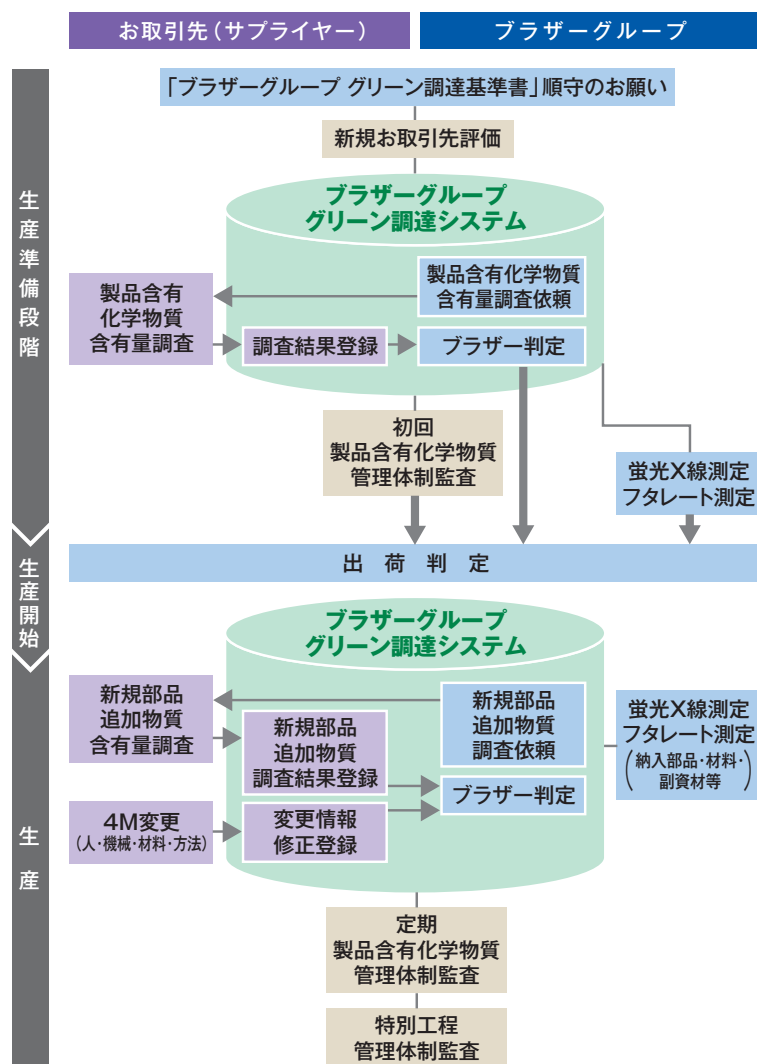 お取引先（サプライヤー）
ブラザーグループ
生産準備段階
「ブラザーグループ グリーン調達基準書」順守のお願い
新規お取引先評価
ブラザーグループ
グリーン調達システム
製品含有化学物質
含有量調査依頼
製品含有
化学物質
含有量調査
調査結果登録
ブラザー判定
初回
製品含有化学物質
管理体制監査
蛍光X線測定
フタレート測定
生産開始
出荷判定
ブラザーグループ
グリーン調達システム
生産
新規部品
追加物質
調査依頼
新規部品
追加物質
含有量調査
新規部品
追加物質
調査結果登録
ブラザー判定
蛍光X線測定
フタレート測定
（納入部品・材料・
副資材等）
4M変更
（人・機械・材料・方法）
変更情報
修正登録
定期
製品含有化学物質
管理体制監査
特別工程
管理体制監査